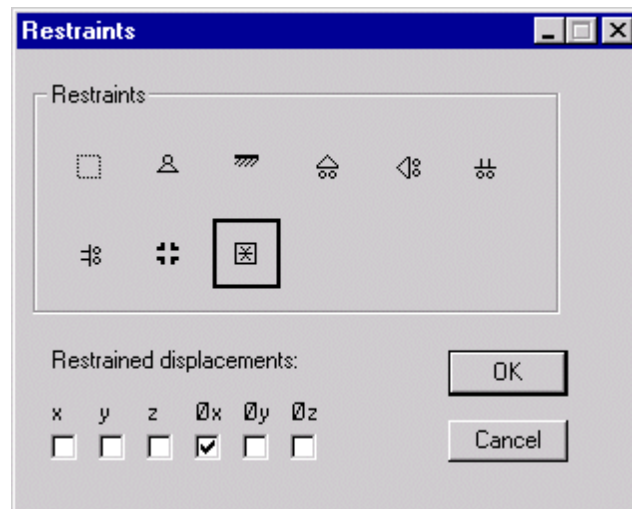 Restraints
Restraints
Restrained displacements:
x y z Øx Øy Øz
OK
Cancel